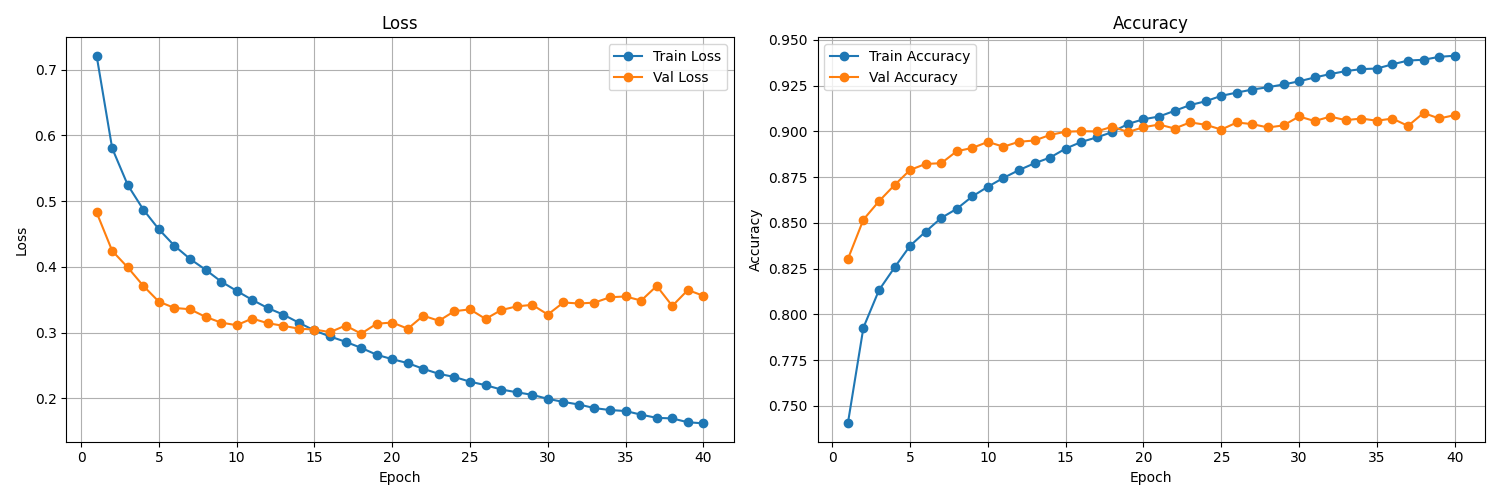 Loss
Train Loss
Val Loss
0.7
0.6
0.5
0.4
0.3
0.2
Loss
0 5 10 15 20 25 30 35 40
Epoch
Accuracy
Train Accuracy
Val Accuracy
0.950
0.925
0.900
0.875
0.850
0.825
0.800
0.775
0.750
Accuracy
0 5 10 15 20 25 30 35 40
Epoch